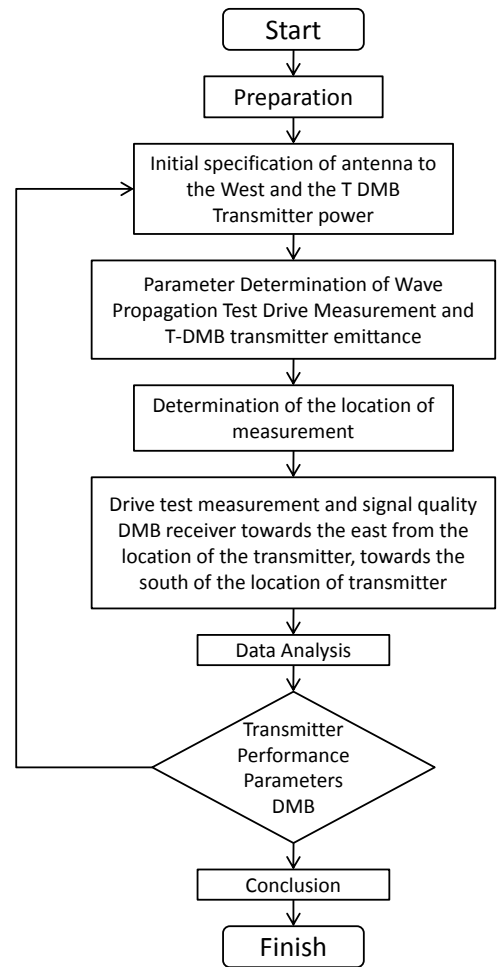 Start
Preparation
Initial specification of antenna to
the West and the T DMB
Transmitter power
Parameter Determination of Wave
Propagation Test Drive Measurement and
T-DMB transmitter emittance
Determination of the location of
measurement
Drive test measurement and signal quality
DMB receiver towards the east from the
location of the transmitter, towards the
south of the location of transmitter
Data Analysis
Transmitter
Performance
Parameters
DMB
Conclusion
Finish